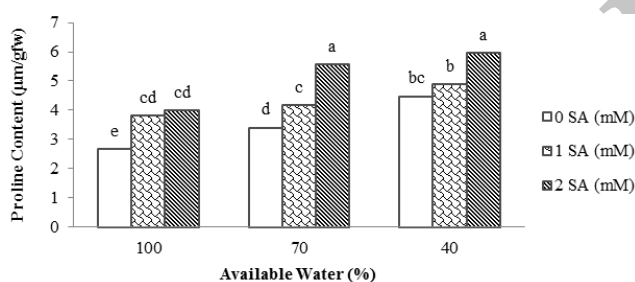 Proline Content (µm/gfw)
7
6
5
4
3
2
1
0
e
cd
cd
d
c
a
bc
b
a
100
70
40
Available Water (%)
0 SA (mM)
1 SA (mM)
2 SA (mM)